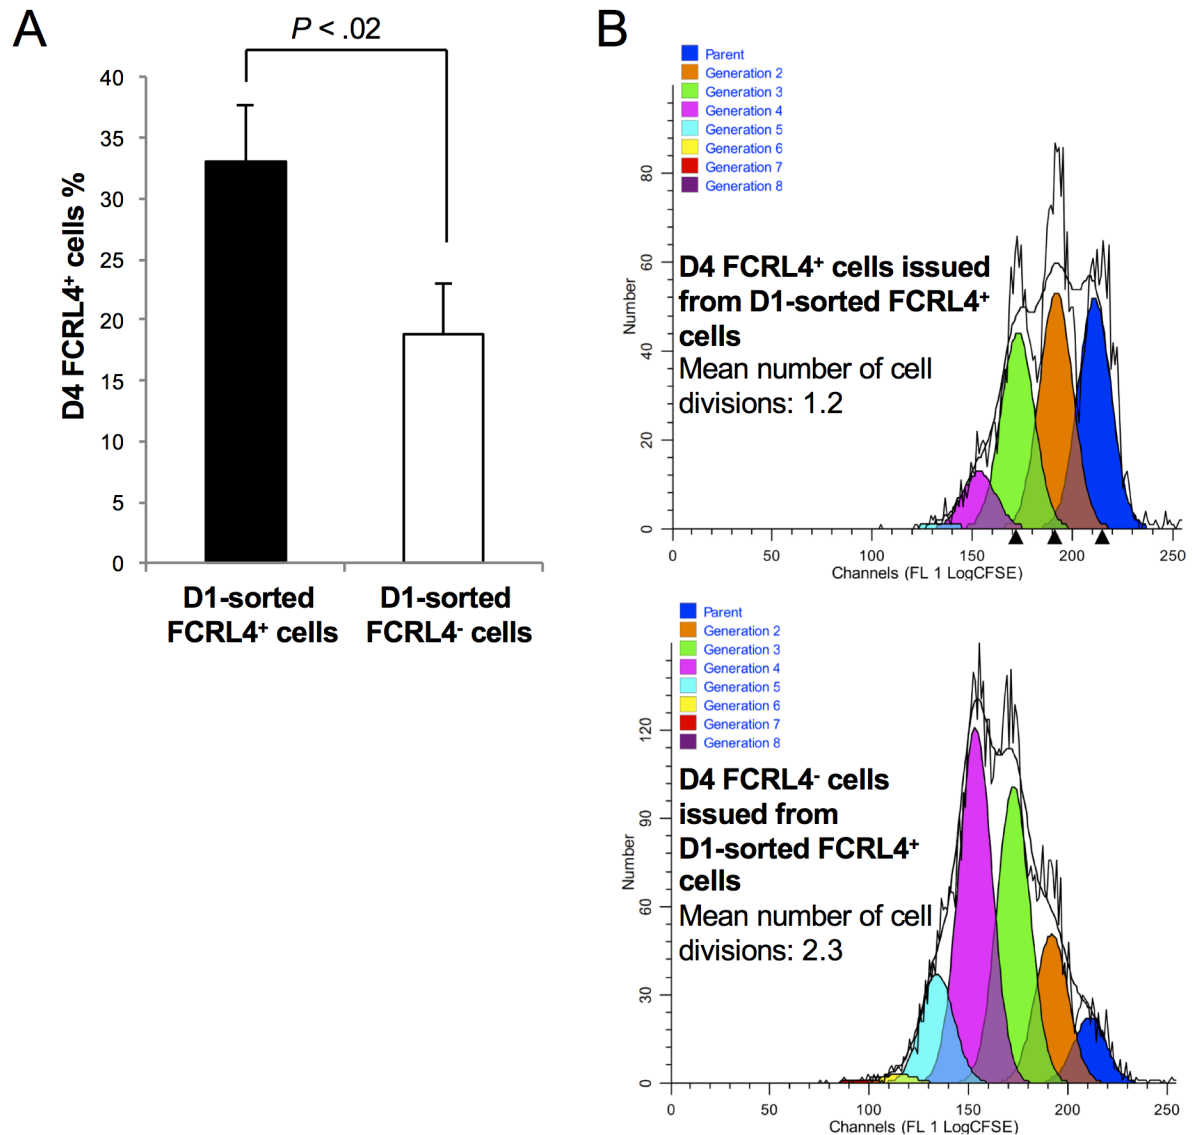 A
P < .02
D4 FCRL4+ cells %
40
35
30
25
20
15
10
5
0
D1-sorted
FCRL4+ cells
D1-sorted
FCRL4- cells
B
Parent
Generation 2
Generation 3
Generation 4
Generation 5
Generation 6
Generation 7
Generation 8
D4 FCRL4+ cells issued
from D1-sorted FCRL4+
cells
Mean number of cell
divisions: 1.2
Number
80
60
40
20
0
0 50 100 150 200 250
Channels (FL 1 LogCFSE)
Parent
Generation 2
Generation 3
Generation 4
Generation 5
Generation 6
Generation 7
Generation 8
D4 FCRL4- cells
issued from
D1-sorted FCRL4+
cells
Mean number of cell
divisions: 2.3
Number
120
90
60
30
0
0 50 100 150 200 250
Channels (FL 1 LogCFSE)